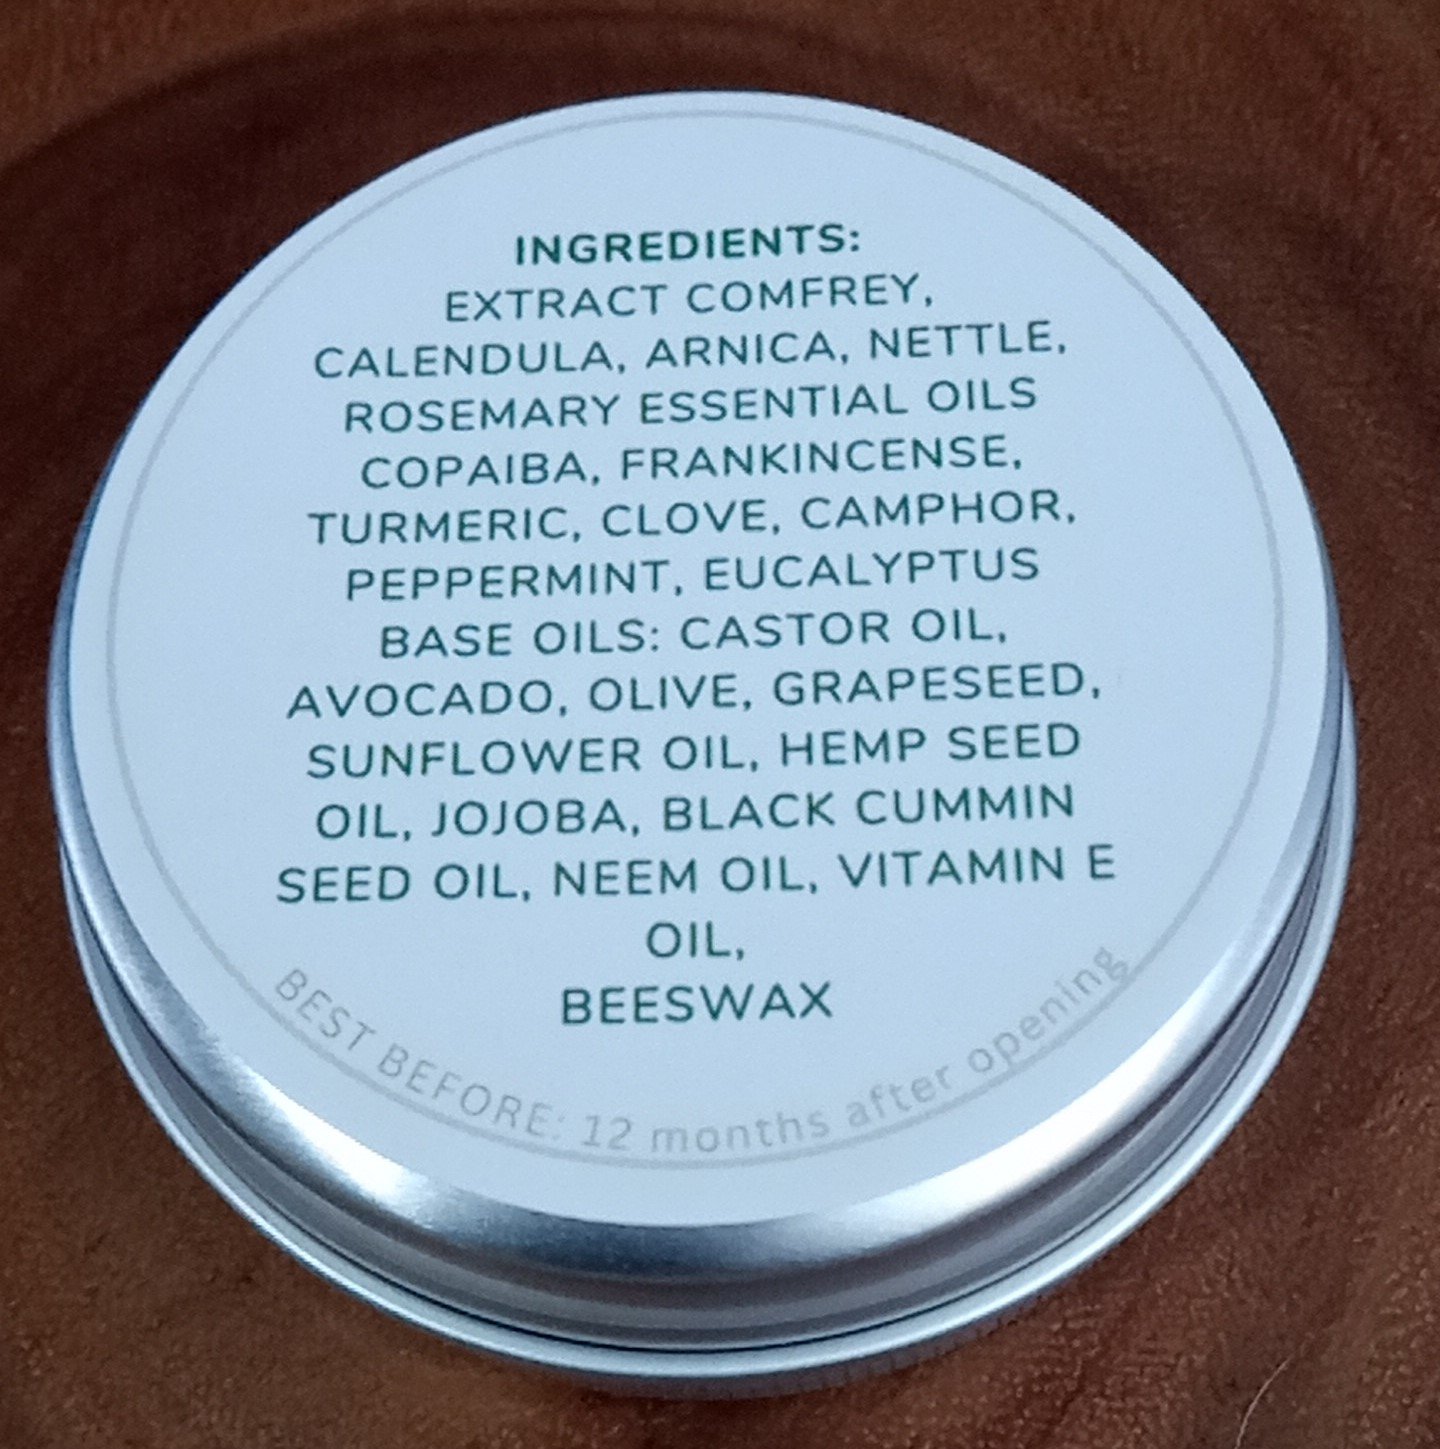 INGREDIENTS:
EXTRACT COMFREY,
CALENDULA, ARNICA, NETTLE,
ROSEMARY ESSENTIAL OILS
COPAIBA, FRANKINCENSE,
TURMERIC, CLOVE, CAMPHOR,
PEPPERMINT, EUCALYPTUS
BASE OILS: CASTOR OIL,
AVOCADO, OLIVE, GRAPESEED,
SUNFLOWER OIL, HEMP SEED
OIL, JOJOBA, BLACK CUMMIN
SEED OIL, NEEM OIL, VITAMIN E
OIL,
BEESWAX
BEST BEFORE: 12 months after opening